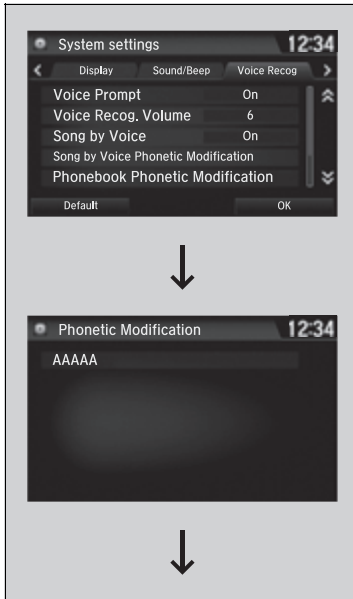 System settings 12:34
Display Sound/Beep Voice Recog
Voice Prompt On
Voice Recog. Volume 6
Song by Voice On
Song by Voice Phonetic Modification
Phonebook Phonetic Modification
Default OK
Phonetic Modification 12:34
AAAAA